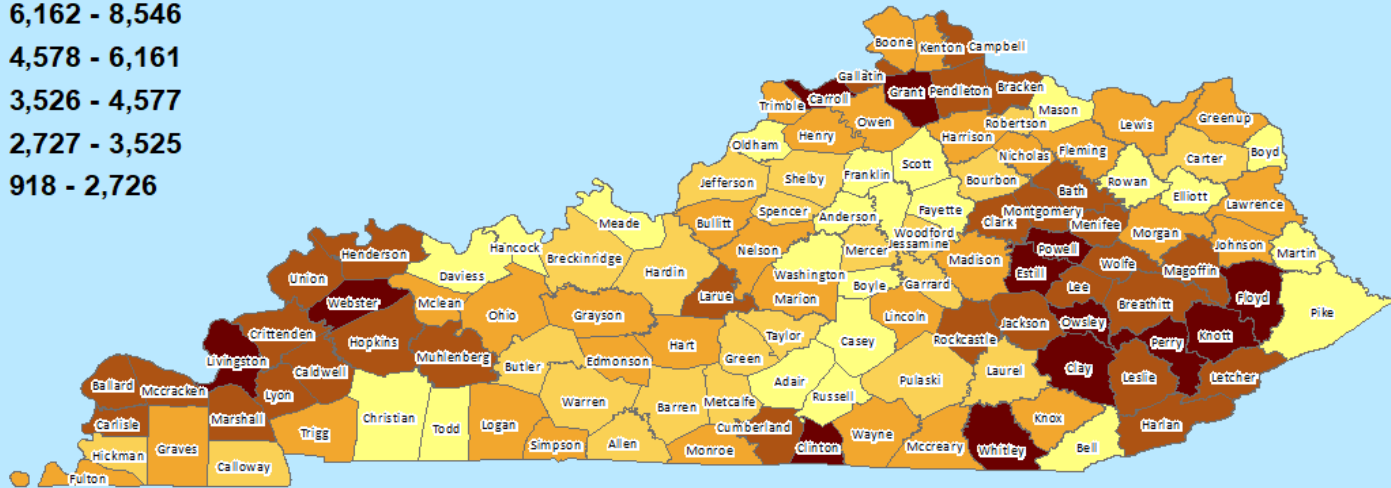 6,162 - 8,546
4,578 - 6,161
3,526 - 4,577
2,727 - 3,525
918 - 2,726
Boone
Kenton
Campbell
Gallatin
Grant
Pendleton
Bracken
Trimble
Carroll
Owen
Robertson
Mason
Lewis
Greenup
Oldham
Henry
Harrison
Nicholas
Fleming
Carter
Boyd
Jefferson
Shelby
Franklin
Scott
Bourbon
Bath
Rowan
Elliott
Lawrence
Bullitt
Spencer
Anderson
Fayette
Woodford
Jessamine
Clark
Montgomery
Menifee
Morgan
Johnson
Martin
Meade
Hancock
Henderson
Union
Daviess
Breckinridge
Hardin
Nelson
Washington
Mercer
Madison
Powell
Estill
Wolfe
Magoffin
Webster
Mclean
Ohio
Grayson
Larue
Marion
Boyle
Garrard
Lee
Breathitt
Floyd
Pike
Crittenden
Hopkins
Muhlenberg
Butler
Edmonson
Hart
Green
Taylor
Casey
Lincoln
Rockcastle
Jackson
Owsley
Perry
Knott
Livingston
Caldwell
Lyon
Ballard
Mccracken
Carlisle
Marshall
Warren
Barren
Metcalfe
Adair
Russell
Pulaski
Laurel
Clay
Leslie
Letcher
Hickman
Graves
Calloway
Trigg
Christian
Todd
Logan
Simpson
Allen
Monroe
Cumberland
Clinton
Wayne
Mccreary
Whitley
Knox
Bell
Harlan
Fulton